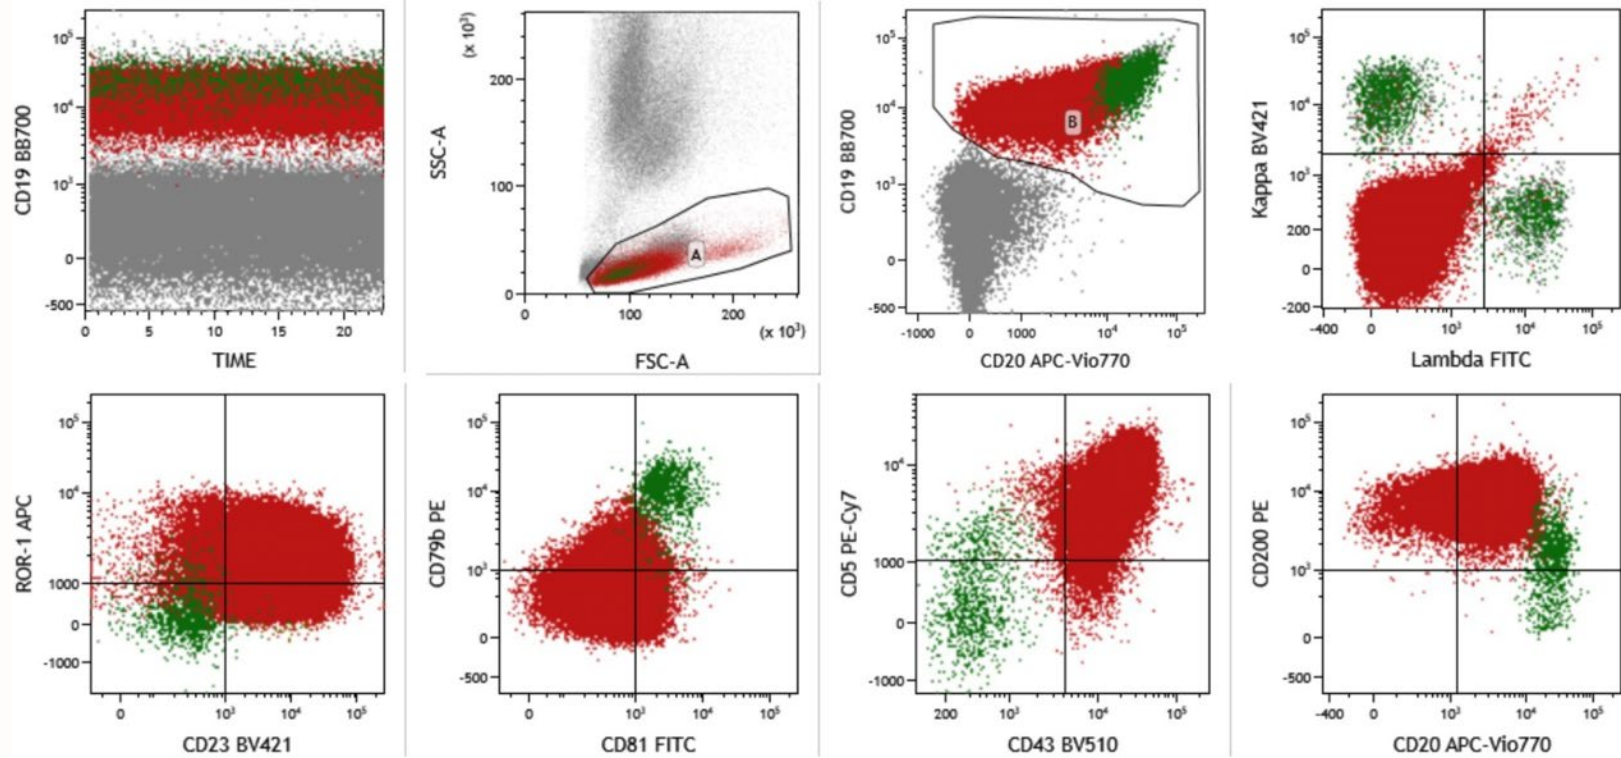 CD19 BB700
10⁵
10⁴
10³
0
-500
0 5 10 15 20
TIME
SSC-A
(x 10³)
200
100
0
A
0 100 200
(x 10³)
FSC-A
CD19 BB700
10⁵
10⁴
10³
0
-500
B
-1000 0 1000 10⁴ 10⁵
CD20 APC-Vio770
Kappa BV421
10⁵
10⁴
10³
200
0
-200
-400 0 10³ 10⁴ 10⁵
Lambda FITC
ROR-1 APC
10⁵
10⁴
1000
0
-1000
0 10³ 10⁴ 10⁵
CD23 BV421
CD79b PE
10⁵
10⁴
10³
0
-500
0 10³ 10⁴ 10⁵
CD81 FITC
CD5 PE-Cy7
10⁴
1000
0
-1000
200 10³ 10⁴ 10⁵
CD43 BV510
CD200 PE
10⁵
10⁴
10³
0
-500
-400 0 10³ 10⁴ 10⁵
CD20 APC-Vio770